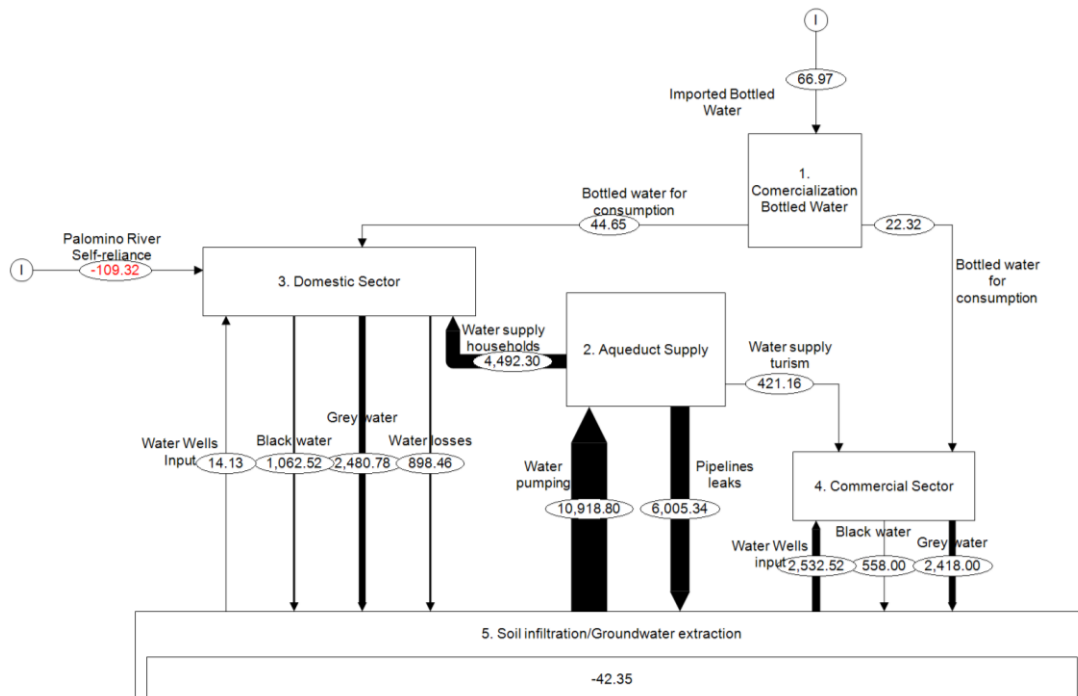 I
66.97
Imported Bottled
Water
1.
Comercialization
Bottled Water
Bottled water for
consumption
44.65
22.32
Palomino River
Self-reliance
I
-109.32
3. Domestic Sector
Bottled water
for
consumption
Water supply
households
4,492.30
2. Aqueduct Supply
Water supply
turism
421.16
Water Wells
Input
14.13
Black water
1,062.52
Grey water
2,480.78
Water losses
898.46
Water
pumping
10,918.80
Pipelines
leaks
6,005.34
4. Commercial Sector
Water Wells
input
2,532.52
Black water
558.00
Grey water
2,418.00
5. Soil infiltration/Groundwater extraction
-42.35